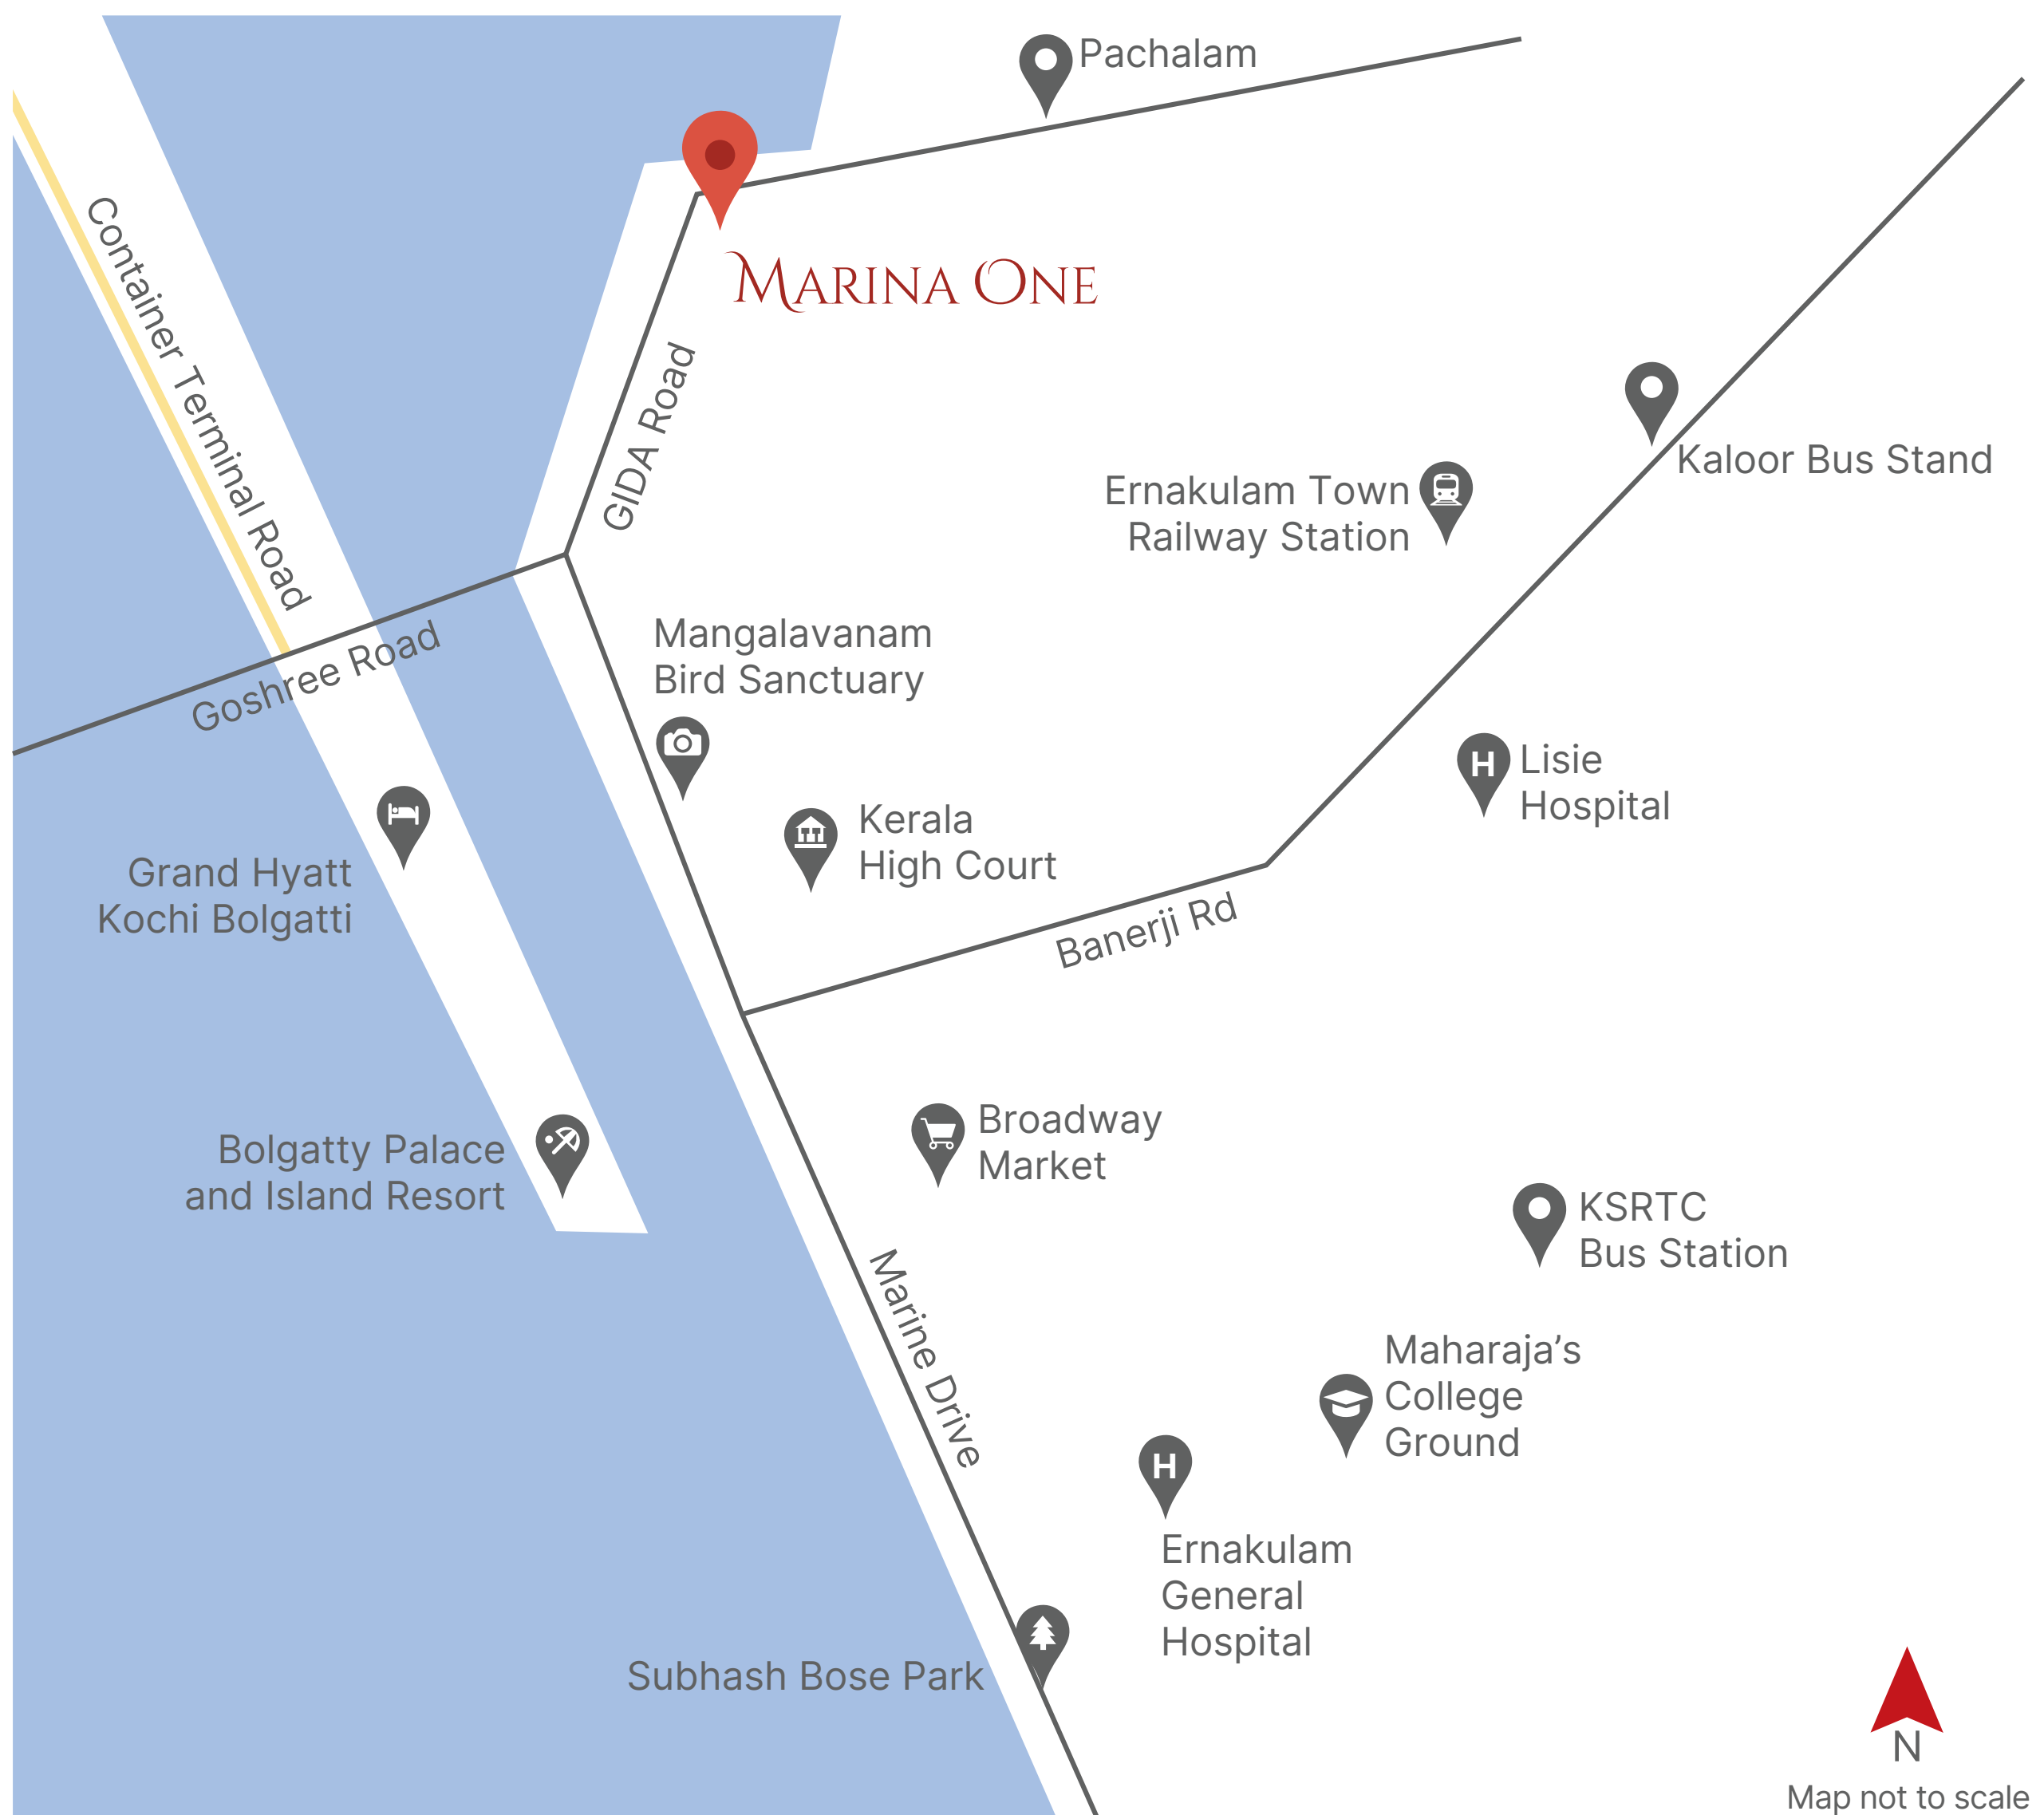 Pachalam
MARINA ONE
Container Terminal Road
GIDA Road
Kaloor Bus Stand
Ernakulam Town
Railway Station
Goshree Road
Mangalavanam
Bird Sanctuary
H
Lisie
Hospital
Kerala
High Court
Grand Hyatt
Kochi Bolgatti
Banerji Rd
Broadway
Market
Bolgatty Palace
and Island Resort
KSRTC
Bus Station
Marine Drive
Maharaja’s
College
Ground
H
Ernakulam
General
Hospital
Subhash Bose Park
N
Map not to scale